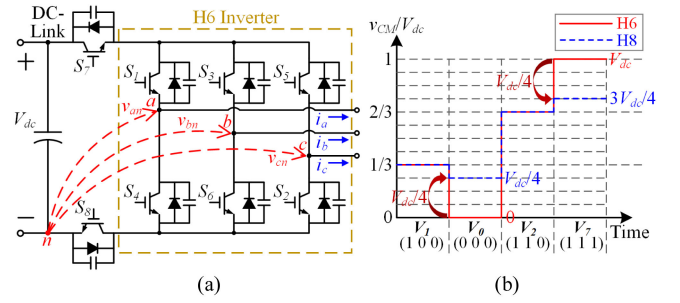 DC-
Link
H6 Inverter
S7
S1
S3
S5
+
Vdc
van
a
vbn
b
vcn
c
ia
ib
ic
S4
S6
S2
S8
−
n
(a)
vCM/Vdc
H6
H8
1
Vdc
Vdc/4
3Vdc/4
2/3
1/3
Vdc/4
Vdc/4
0
0
V1
V0
V2
V7
Time
(1 0 0)
(0 0 0)
(1 1 0)
(1 1 1)
(b)